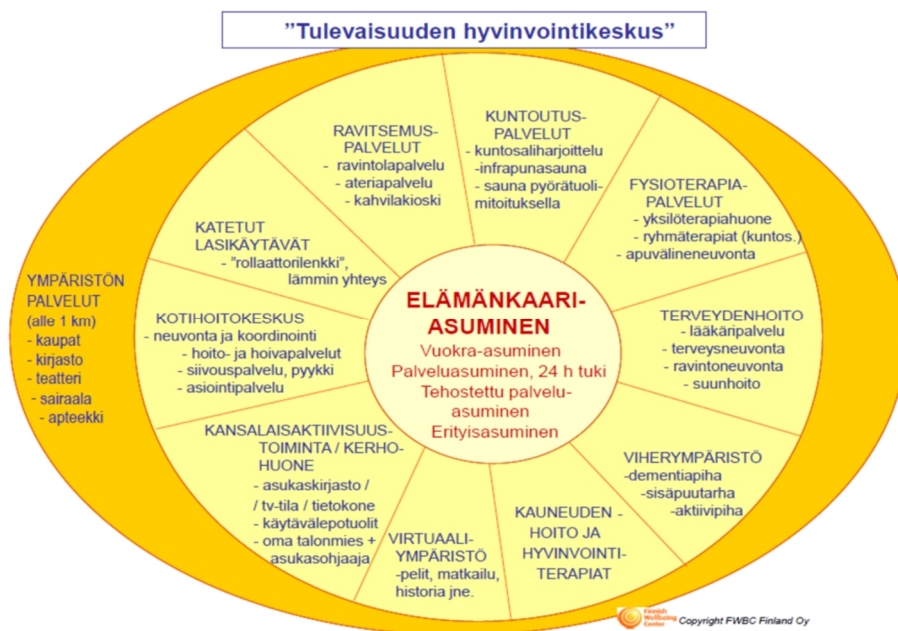 ”Tulevaisuuden hyvinvointikeskus”
RAVITSEMUS-
PALVELUT
- ravintolapalvelu
- ateriapalvelu
- kahvilakioski
KUNTOUTUS-
PALVELUT
- kuntosaliharjoittelu
-infrapunasauna
- sauna pyörätuoli-
mitoituksella
FYSIOTERAPIA-
PALVELUT
- yksilöterapiahuone
- ryhmäterapiat (kuntos.)
- apuvälineneuvonta
TERVEYDENHOITO
- lääkäripalvelu
- terveysneuvonta
- ravintoneuvonta
- suunhoito
VIHERYMPÄRISTÖ
-dementiapiha
-sisäpuutarha
-aktiivipiha
KAUNEUDEN -
HOITO JA
HYVINVOINTI-
TERAPIAT
VIRTUAALI-
YMPÄRISTÖ
-pelit, matkailu,
historia jne.
KANSALAISAKTIIVISUUS-
TOIMINTA / KERHO-
HUONE
- asukaskirjasto /
/ tv-tila / tietokone
- käytävälepotuolit
- oma talonmies +
asukasohjaaja
KOTIHOITOKESKUS
- neuvonta ja koordinointi
- hoito- ja hoivapalvelut
- siivouspalvelu, pyykki
- asiointipalvelu
KATETUT
LASIKÄYTÄVÄT
- ”rollaattorilenkki”,
lämmin yhteys
YMPÄRISTÖN
PALVELUT
(alle 1 km)
- kaupat
- kirjasto
- teatteri
- sairaala
- apteekki
ELÄMÄNKAARI-
ASUMINEN
Vuokra-asuminen
Palveluasuminen, 24 h tuki
Tehostettu palvelu-
asuminen
Erityisasuminen
Finnish
Wellbeing
Center
Copyright FWBC Finland Oy